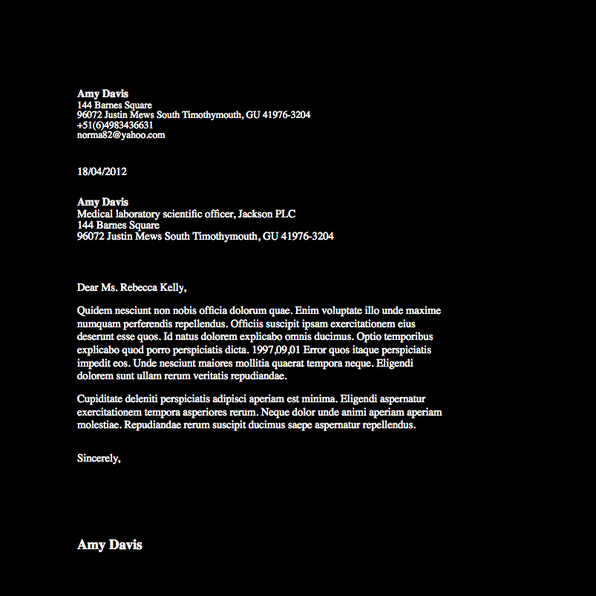 Amy Davis
144 Barnes Square
96072 Justin Mews South Timothymouth, GU 41976-3204
+51(6)4983436631
norma82@yahoo.com
18/04/2012
Amy Davis
Medical laboratory scientific officer, Jackson PLC
144 Barnes Square
96072 Justin Mews South Timothymouth, GU 41976-3204
Dear Ms. Rebecca Kelly,
Quidem nesciunt non nobis officia dolorum quae. Enim voluptate illo unde maxime
numquam perferendis repellendus. Officiis suscipit ipsam exercitationem eius
deserunt esse quos. Id natus dolorem explicabo omnis ducimus. Optio temporibus
explicabo quod porro perspiciatis dicta. 1997,09,01 Error quos itaque perspiciatis
impedit eos. Unde nesciunt maiores mollitia quaerat tempora neque. Eligendi
dolorem sunt ullam rerum veritatis repudiandae.
Cupiditate deleniti perspiciatis adipisci aperiam est minima. Eligendi aspernatur
exercitationem tempora asperiores rerum. Neque dolor unde animi aperiam aperiam
molestiae. Repudiandae rerum suscipit ducimus saepe aspernatur repellendus.
Sincerely,
Amy Davis